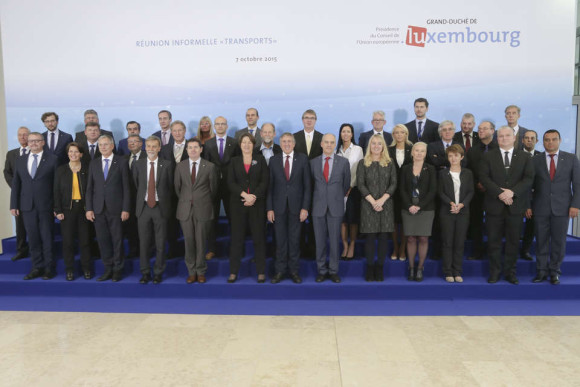 GRAND-DUCHÉ DE
luxembourg
Présidence
du Conseil de
l'Union européenne
RÉUNION INFORMELLE «TRANSPORTS»
7 octobre 2015